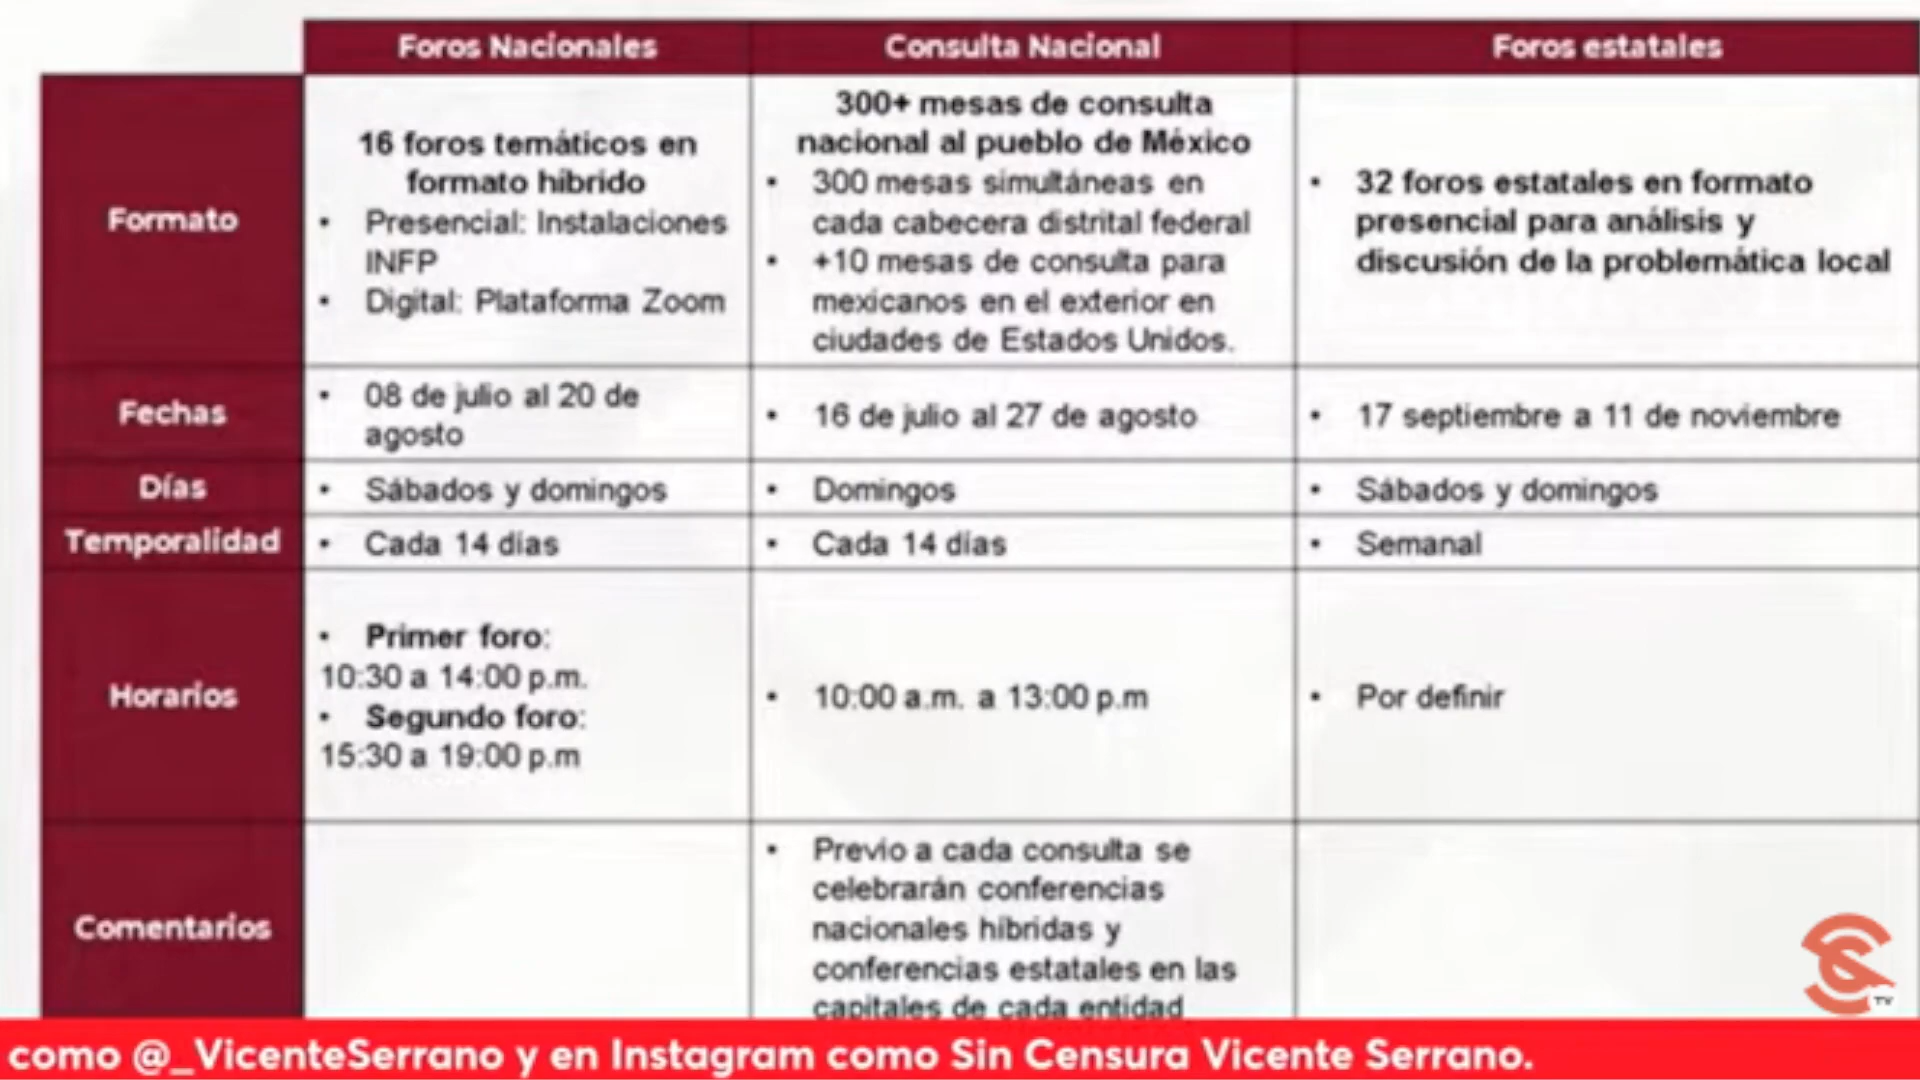 Foros Nacionales
Consulta Nacional
Foros estatales
Formato
16 foros temáticos en
formato híbrido
• Presencial: Instalaciones
INFP
• Digital: Plataforma Zoom
300+ mesas de consulta
nacional al pueblo de México
• 300 mesas simultáneas en
cada cabecera distrital federal
• +10 mesas de consulta para
mexicanos en el exterior en
ciudades de Estados Unidos.
• 32 foros estatales en formato
presencial para análisis y
discusión de la problemática local
Fechas
• 08 de julio al 20 de
agosto
• 16 de julio al 27 de agosto
• 17 septiembre a 11 de noviembre
Días
• Sábados y domingos
• Domingos
• Sábados y domingos
Temporalidad
• Cada 14 días
• Cada 14 días
• Semanal
Horarios
• Primer foro:
10:30 a 14:00 p.m.
• Segundo foro:
15:30 a 19:00 p.m
• 10:00 a.m. a 13:00 p.m
• Por definir
Comentarios
• Previo a cada consulta se
celebrarán conferencias
nacionales híbridas y
conferencias estatales en las
capitales de cada entidad
TV
como @_VicenteSerrano y en Instagram como Sin Censura Vicente Serrano.